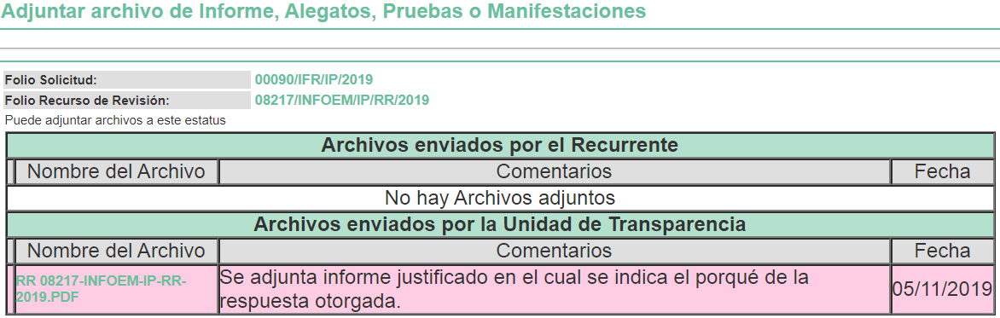 Adjuntar archivo de Informe, Alegatos, Pruebas o Manifestaciones
Folio Solicitud: 00090/IFR/IP/2019
Folio Recurso de Revisión: 08217/INFOEM/IP/RR/2019
Puede adjuntar archivos a este estatus
Archivos enviados por el Recurrente
Nombre del Archivo Comentarios Fecha
No hay Archivos adjuntos
Archivos enviados por la Unidad de Transparencia
Nombre del Archivo Comentarios Fecha
RR 08217-INFOEM-IP-RR-
2019.PDF
Se adjunta informe justificado en el cual se indica el porqué de la
respuesta otorgada.
05/11/2019